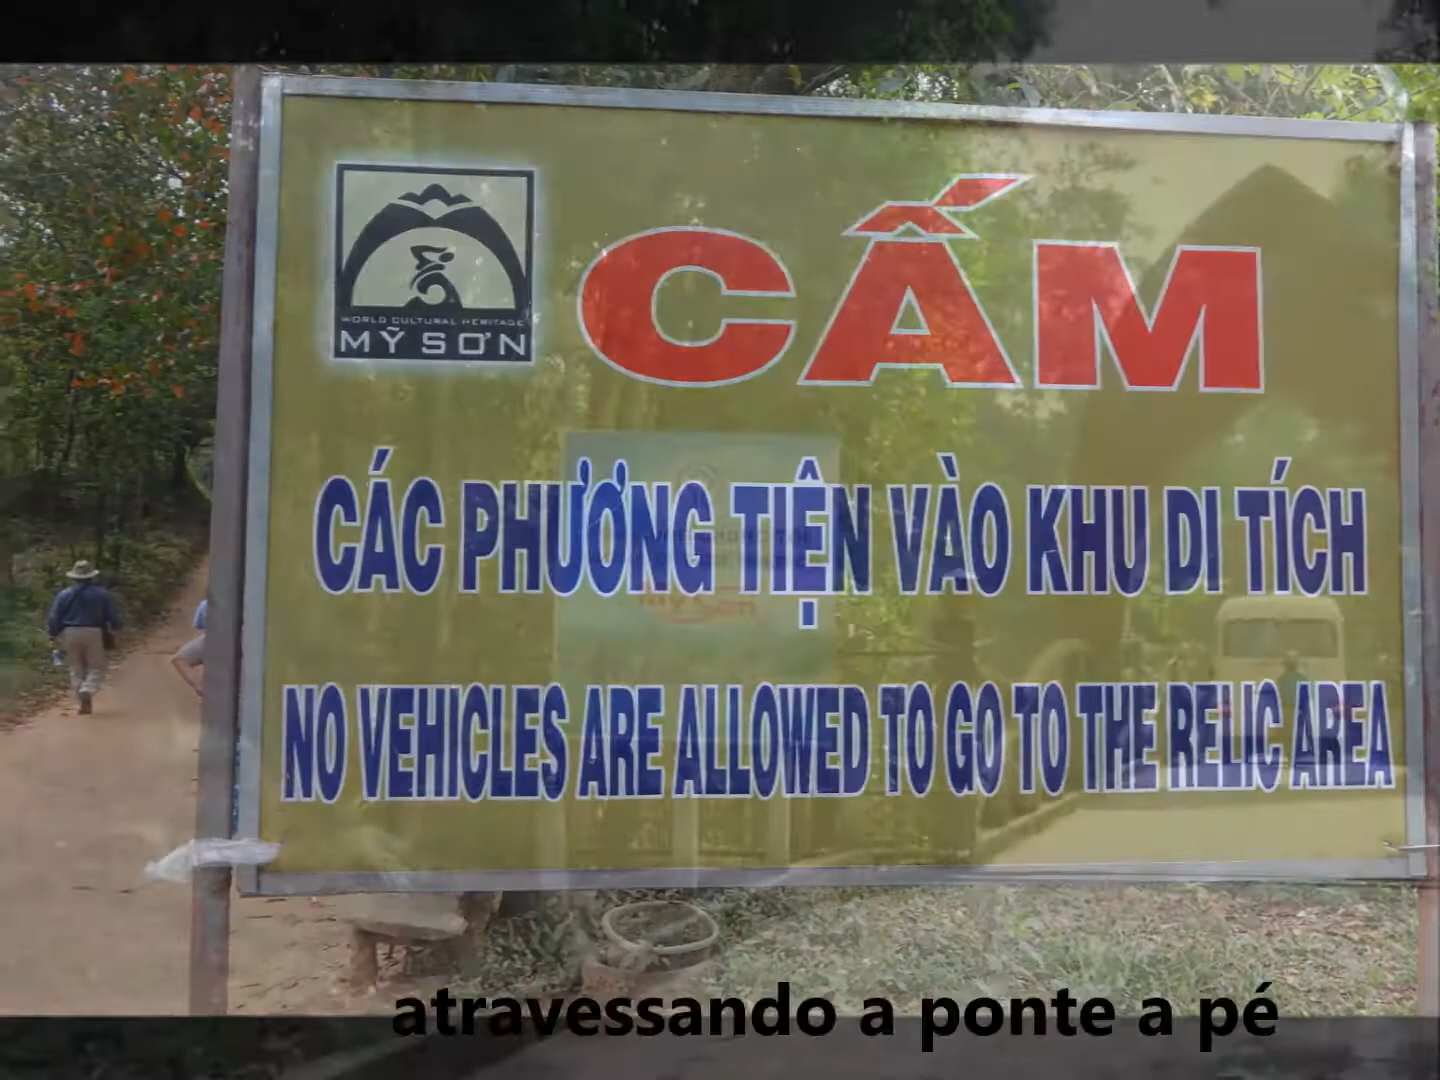 WORLD CULTURAL HERITAGE
MỸ SƠN
CẤM
CÁC PHƯƠNG TIỆN VÀO KHU DI TÍCH
NO VEHICLES ARE ALLOWED TO GO TO THE RELIC AREA
atravessando a ponte a pé